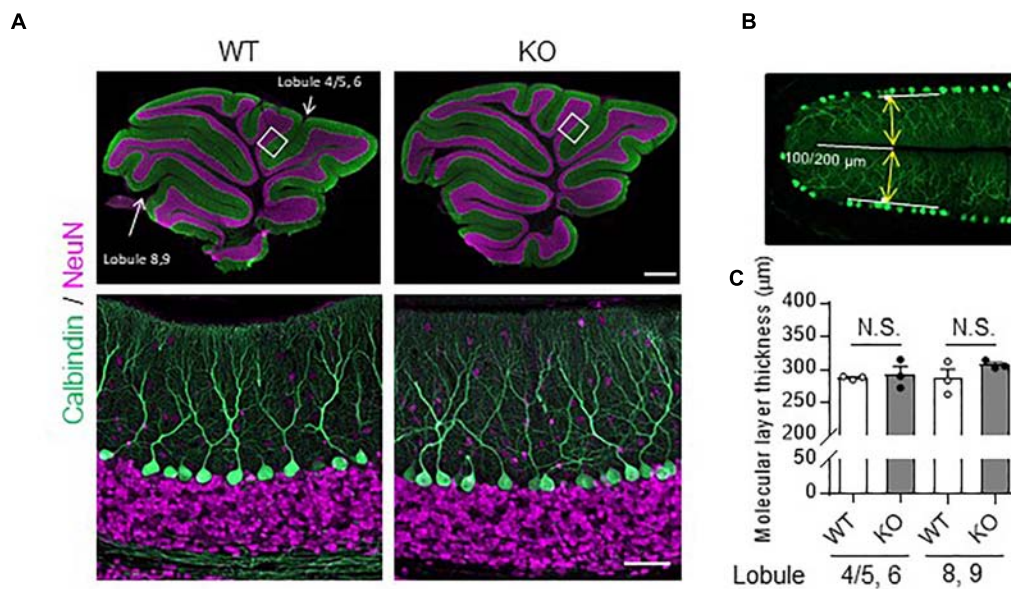 A
WT
KO
Lobule 4/5, 6
Lobule 8,9
Calbindin / NeuN
B
100/200 µm
C
Molecular layer thickness (µm)
400
350
300
250
200
50
0
N.S.
N.S.
WT
KO
WT
KO
Lobule 4/5, 6 8, 9